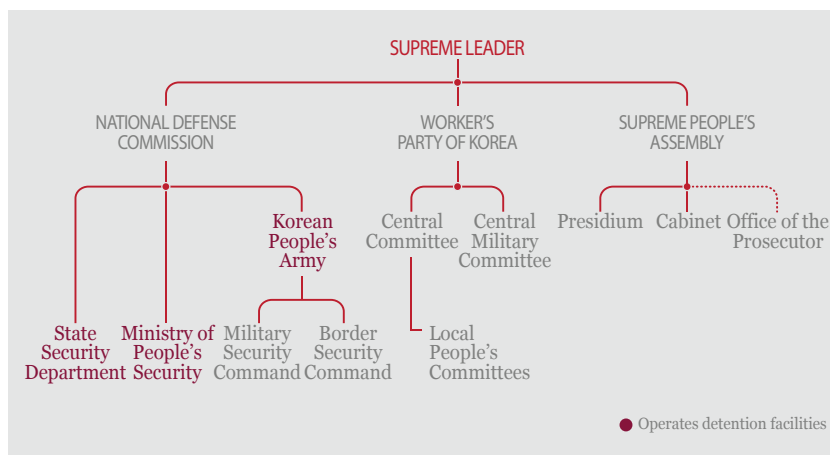 SUPREME LEADER
NATIONAL DEFENSE
COMMISSION
WORKER'S
PARTY OF KOREA
SUPREME PEOPLE'S
ASSEMBLY
Korean
People's
Army
Central
Committee
Central
Military
Committee
Presidium
Cabinet
Office of the
Prosecutor
State
Security
Department
Ministry of
People's
Security
Military
Security
Command
Border
Security
Command
Local
People's
Committees
Operates detention facilities